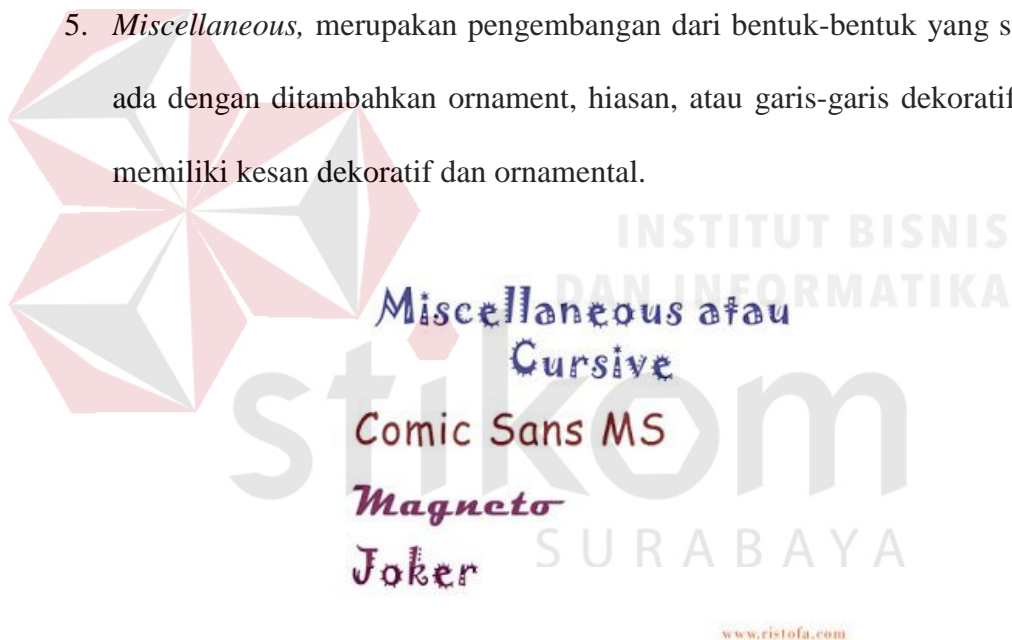 5. Miscellaneous, merupakan pengembangan dari bentuk-bentuk yang
ada dengan ditambahkan ornament, hiasan, atau garis-garis dekoratif
memiliki kesan dekoratif dan ornamental.
INSTITUT BISNIS
DAN INFORMATIKA
Miscellaneous atau
Cursive
stikom
Comic Sans MS
Magneto
SURABAYA
Joker
www.ristofa.com